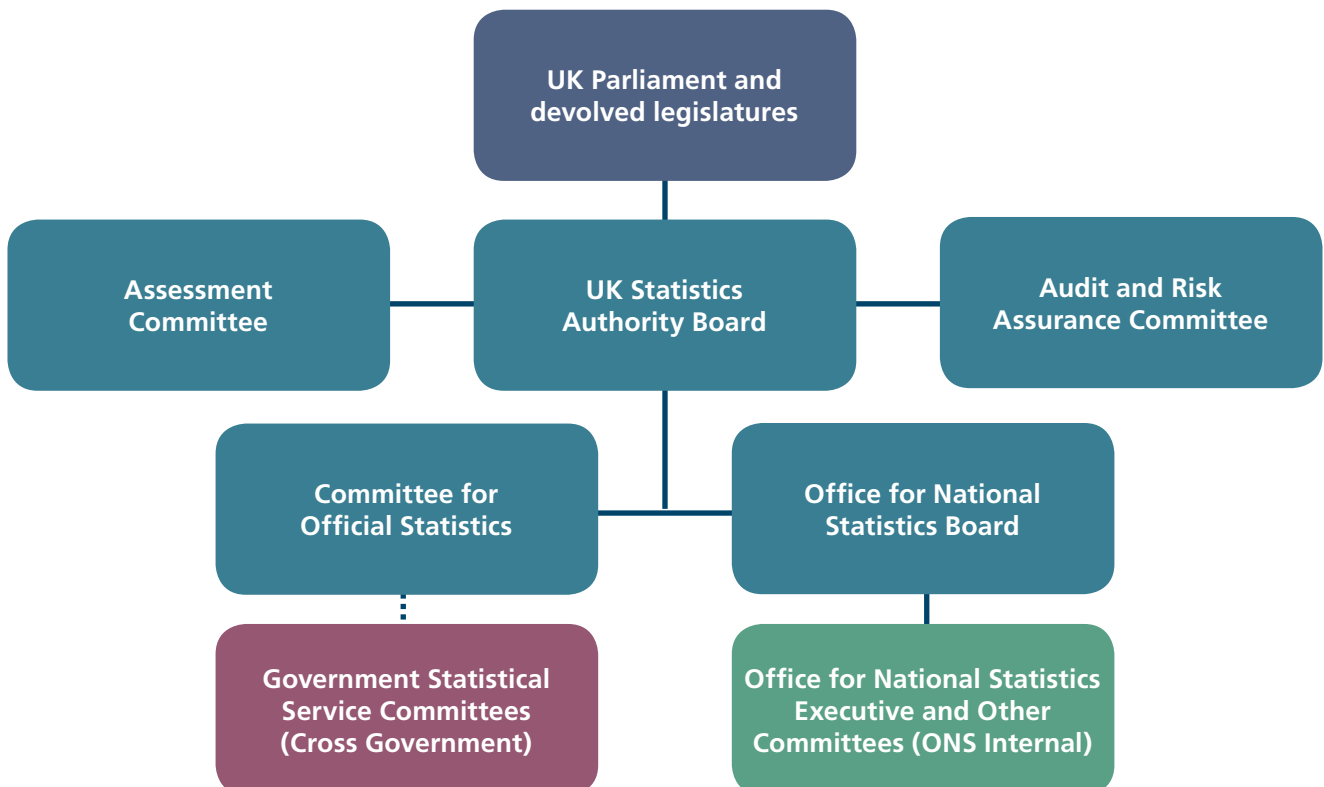 UK Parliament and
devolved legislatures
Assessment
Committee
UK Statistics
Authority Board
Audit and Risk
Assurance Committee
Committee for
Official Statistics
Office for National
Statistics Board
Government Statistical
Service Committees
(Cross Government)
Office for National Statistics
Executive and Other
Committees (ONS Internal)